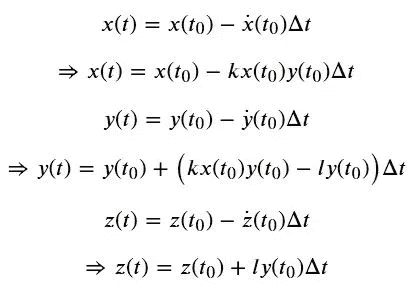 x(t) = x(t₀) − ẋ(t₀)Δt
⇒ x(t) = x(t₀) − kx(t₀)y(t₀)Δt
y(t) = y(t₀) − ẏ(t₀)Δt
⇒ y(t) = y(t₀) + (kx(t₀)y(t₀) − ly(t₀))Δt
z(t) = z(t₀) − ż(t₀)Δt
⇒ z(t) = z(t₀) + ly(t₀)Δt